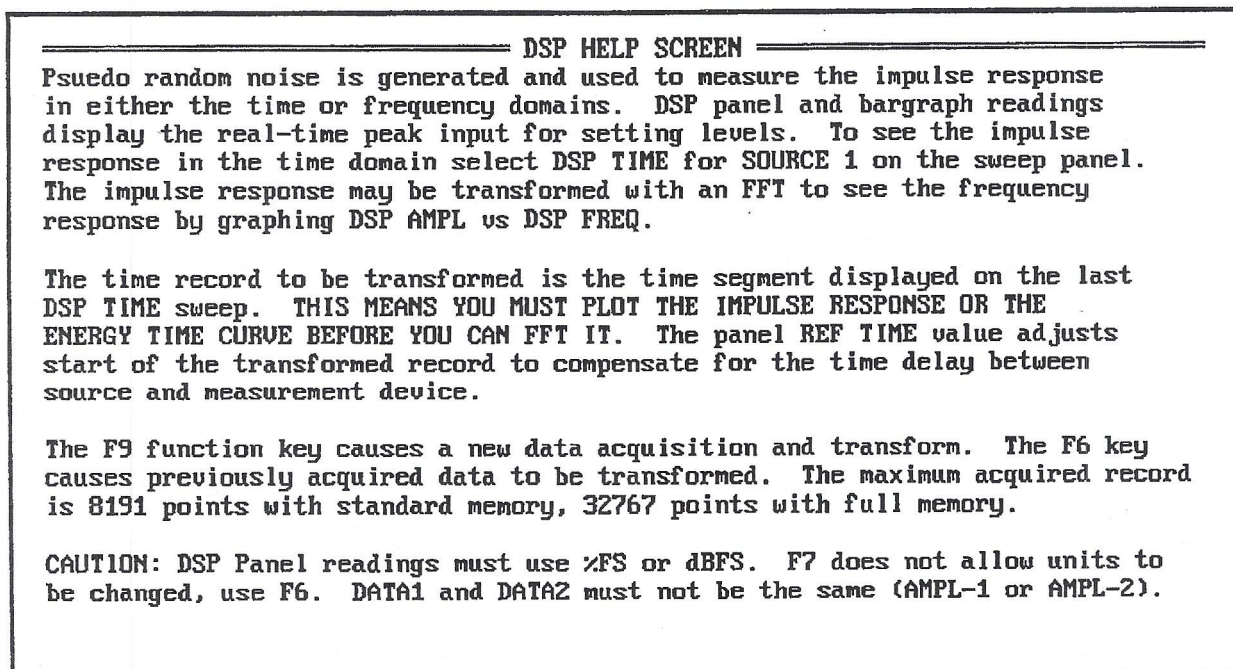 DSP HELP SCREEN
Psuedo random noise is generated and used to measure the impulse response
in either the time or frequency domains.  DSP panel and bargraph readings
display the real-time peak input for setting levels.  To see the impulse
response in the time domain select DSP TIME for SOURCE 1 on the sweep panel.
The impulse response may be transformed with an FFT to see the frequency
response by graphing DSP AMPL vs DSP FREQ.

The time record to be transformed is the time segment displayed on the last
DSP TIME sweep.  THIS MEANS YOU MUST PLOT THE IMPULSE RESPONSE OR THE
ENERGY TIME CURVE BEFORE YOU CAN FFT IT.  The panel REF TIME value adjusts
start of the transformed record to compensate for the time delay between
source and measurement device.

The F9 function key causes a new data acquisition and transform.  The F6 key
causes previously acquired data to be transformed.  The maximum acquired record
is 8191 points with standard memory, 32767 points with full memory.

CAUTION: DSP Panel readings must use %FS or dBFS.  F7 does not allow units to
be changed, use F6.  DATA1 and DATA2 must not be the same (AMPL-1 or AMPL-2).